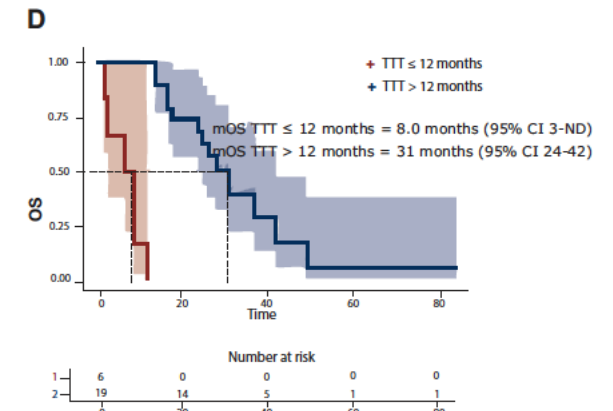 D
1.00
0.75
0.50
0.25
0.00
OS
+ TTT ≤ 12 months
+ TTT > 12 months
mOS TTT ≤ 12 months = 8.0 months (95% CI 3-ND)
mOS TTT > 12 months = 31 months (95% CI 24-42)
0 20 40 60 80
Time
Number at risk
1 6 0 0 0 0
2 19 14 5 1 1